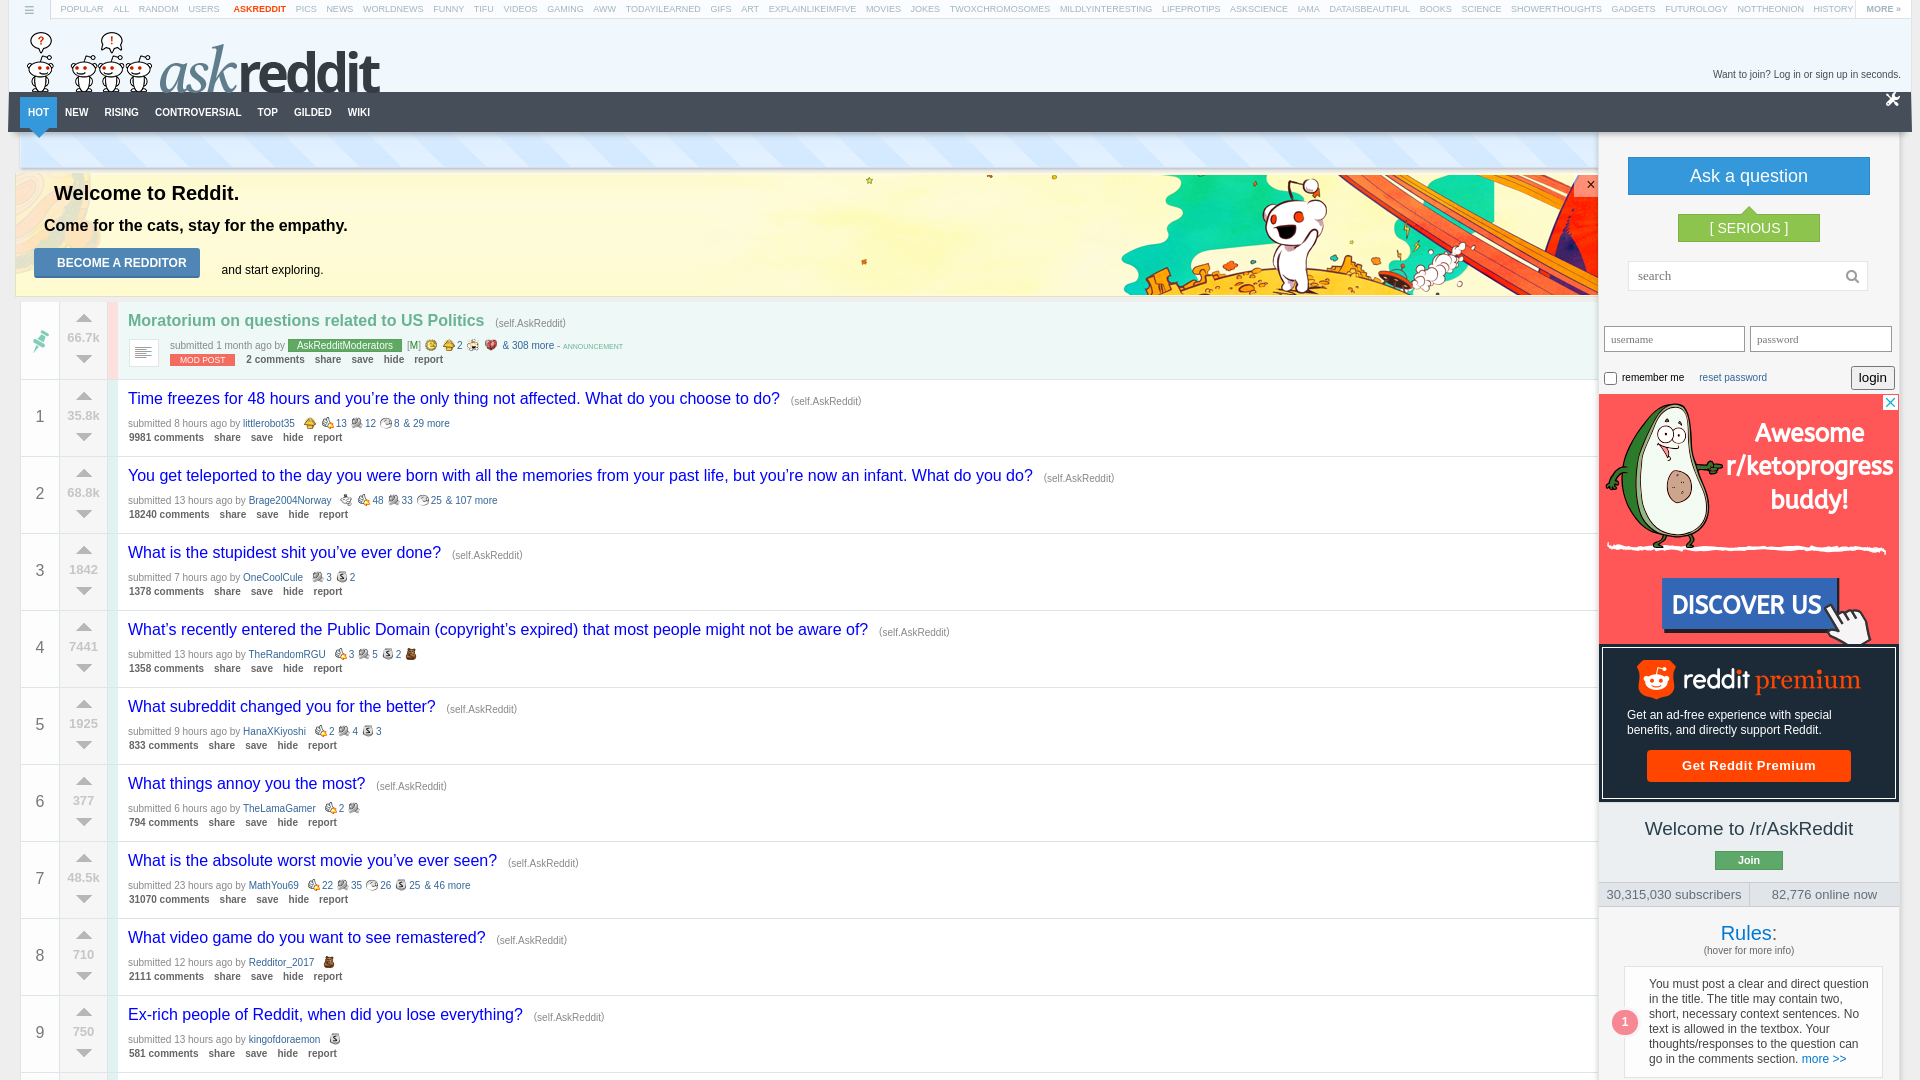 POPULAR ALL RANDOM USERS ASKREDDIT PICS NEWS WORLDNEWS FUNNY TIFU VIDEOS GAMING AWW TODAYILEARNED GIFS ART EXPLAINLIKEIMFIVE MOVIES JOKES TWOXCHROMOSOMES MILDLYINTERESTING LIFEPROTIPS ASKSCIENCE IAMA DATAISBEAUTIFUL BOOKS SCIENCE SHOWERTHOUGHTS GADGETS FUTUROLOGY NOTTHEONION HISTORY MORE »
? !
askreddit
Want to join? Log in or sign up in seconds.
HOT NEW RISING CONTROVERSIAL TOP GILDED WIKI
Welcome to Reddit.
Come for the cats, stay for the empathy.
BECOME A REDDITOR and start exploring.
×
Moratorium on questions related to US Politics (self.AskReddit)
66.7k
submitted 1 month ago by AskRedditModerators [M] 2 & 308 more - ANNOUNCEMENT
MOD POST 2 comments share save hide report
1 35.8k
Time freezes for 48 hours and you’re the only thing not affected. What do you choose to do? (self.AskReddit)
submitted 8 hours ago by littlerobot35 13 12 8 & 29 more
9981 comments share save hide report
2 68.8k
You get teleported to the day you were born with all the memories from your past life, but you’re now an infant. What do you do? (self.AskReddit)
submitted 13 hours ago by Brage2004Norway 48 33 25 & 107 more
18240 comments share save hide report
3 1842
What is the stupidest shit you’ve ever done? (self.AskReddit)
submitted 7 hours ago by OneCoolCule 3 2
1378 comments share save hide report
4 7441
What’s recently entered the Public Domain (copyright’s expired) that most people might not be aware of? (self.AskReddit)
submitted 13 hours ago by TheRandomRGU 3 5 2
1358 comments share save hide report
5 1925
What subreddit changed you for the better? (self.AskReddit)
submitted 9 hours ago by HanaXKiyoshi 2 4 3
833 comments share save hide report
6 377
What things annoy you the most? (self.AskReddit)
submitted 6 hours ago by TheLamaGamer 2
794 comments share save hide report
7 48.5k
What is the absolute worst movie you’ve ever seen? (self.AskReddit)
submitted 23 hours ago by MathYou69 22 35 26 25 & 46 more
31070 comments share save hide report
8 710
What video game do you want to see remastered? (self.AskReddit)
submitted 12 hours ago by Redditor_2017
2111 comments share save hide report
9 750
Ex-rich people of Reddit, when did you lose everything? (self.AskReddit)
submitted 13 hours ago by kingofdoraemon
581 comments share save hide report
Ask a question
[ SERIOUS ]
search
username password
remember me reset password login
Awesome
r/ketoprogress
buddy!
DISCOVER US
reddit premium
Get an ad-free experience with special
benefits, and directly support Reddit.
Get Reddit Premium
Welcome to /r/AskReddit
Join
30,315,030 subscribers 82,776 online now
Rules:
(hover for more info)
1
You must post a clear and direct question
in the title. The title may contain two,
short, necessary context sentences. No
text is allowed in the textbox. Your
thoughts/responses to the question can
go in the comments section. more >>